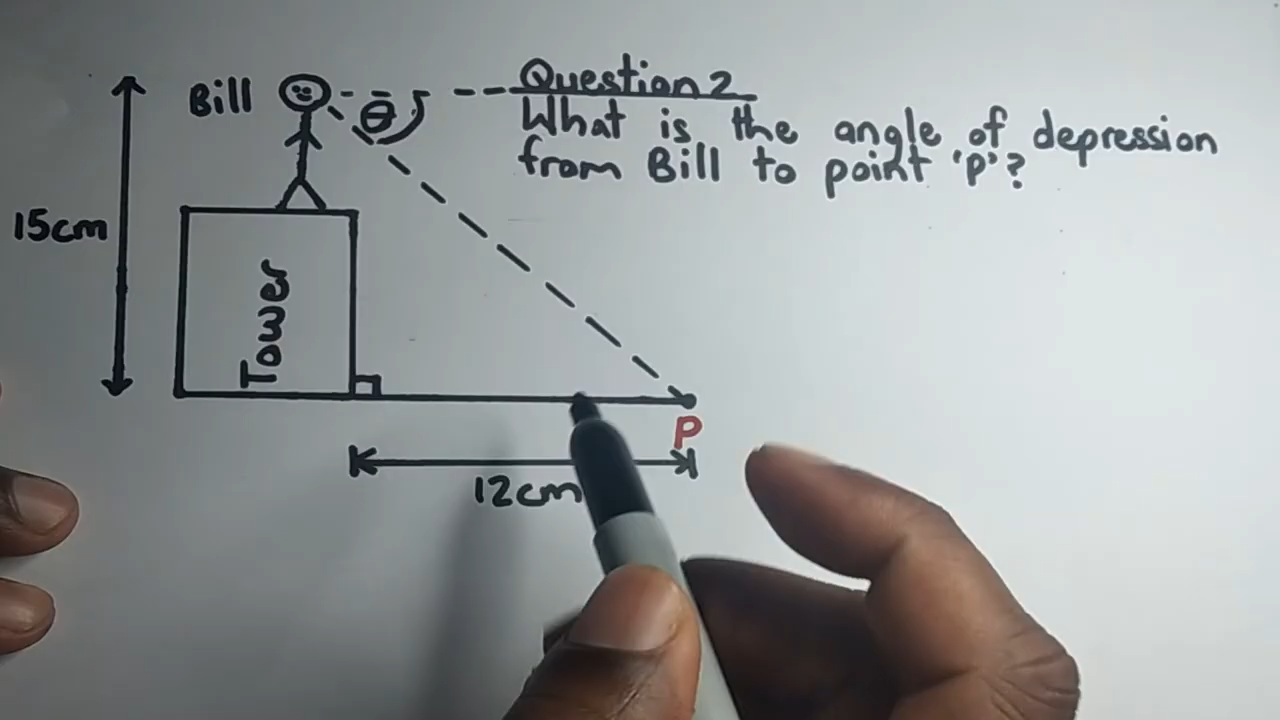 Question 2
What is the angle of depression
from Bill to point 'P'?
Bill
θ
15cm
Tower
P
12cm